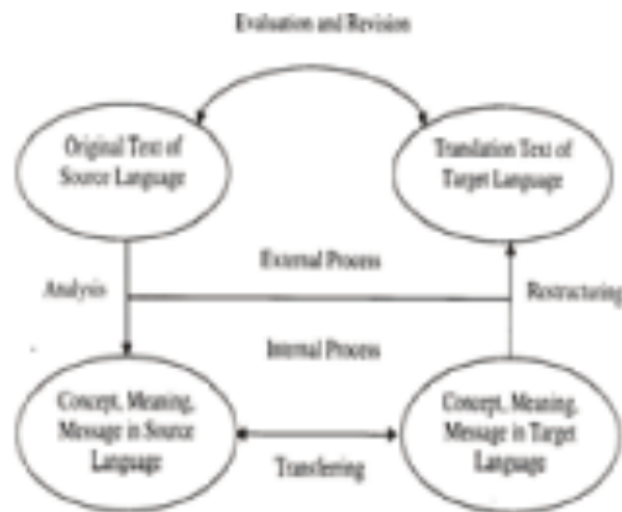 Evaluation and Revision
Original Text of
Source Language
Translation Text of
Target Language
External Process
Analysis
Restructuring
Internal Process
Concept, Meaning,
Message in Source
Language
Concept, Meaning,
Message in Target
Language
Transferring